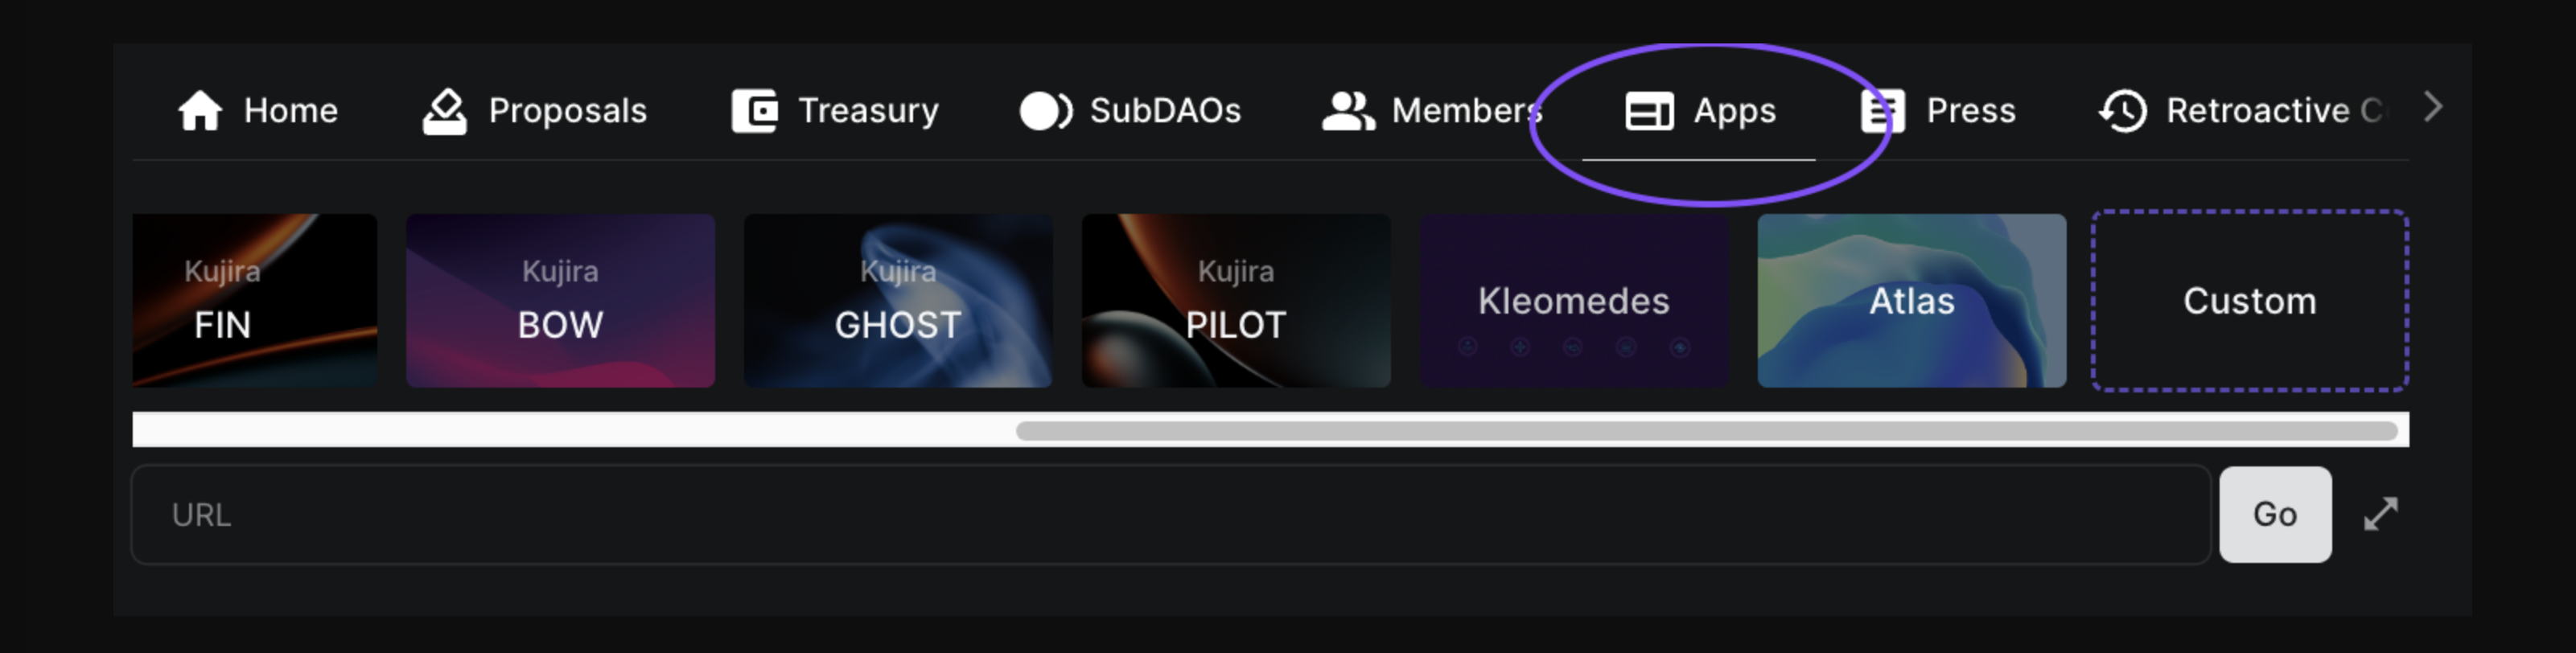 Home Proposals Treasury SubDAOs Members Apps Press Retroactive
Kujira Kujira Kujira Kujira
FIN BOW GHOST PILOT Kleomedes Atlas Custom
URL Go